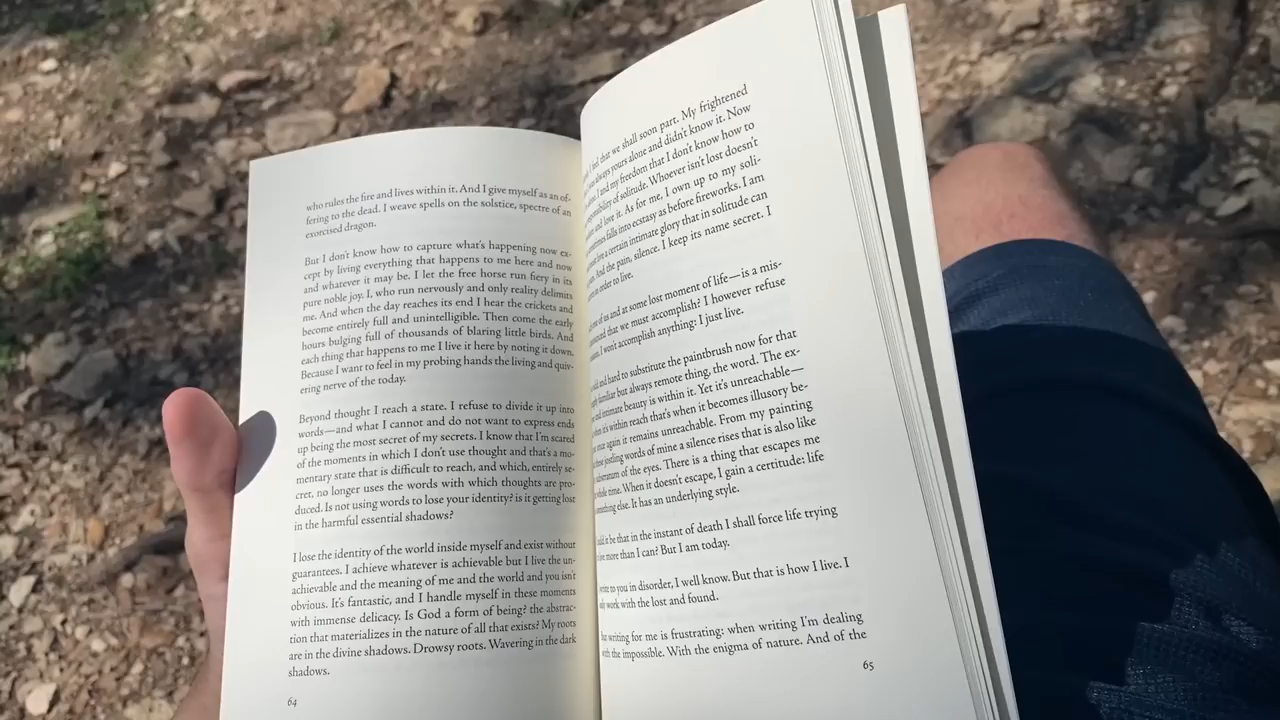 who rules the fire and lives within it. And I give myself as an of-
fering to the dead. I weave spells on the solstice, spectre of an
exorcised dragon.
But I don't know how to capture what's happening now ex-
cept by living everything that happens to me here and now
and whatever it may be. I let the free horse run fiery in its
pure noble joy. I, who run nervously and only reality delimits
me. And when the day reaches its end I hear the crickets and
become entirely full and unintelligible. Then come the early
hours bulging full of thousands of blaring little birds. And
each thing that happens to me I live it here by noting it down.
Because I want to feel in my probing hands the living and quiv-
ering nerve of the today.
Beyond thought I reach a state. I refuse to divide it up into
words—and what I cannot and do not want to express ends
up being the most secret of my secrets. I know that I'm scared
of the moments in which I don't use thought and that's a mo-
mentary state that is difficult to reach, and which, entirely se-
cret, no longer uses the words with which thoughts are pro-
duced. Is not using words to lose your identity? is it getting lost
in the harmful essential shadows?
I lose the identity of the world inside myself and exist without
guarantees. I achieve whatever is achievable but I live the un-
achievable and the meaning of me and the world and you isn't
obvious. It's fantastic, and I handle myself in these moments
with immense delicacy. Is God a form of being? the abstrac-
tion that materializes in the nature of all that exists? My roots
are in the divine shadows. Drowsy roots. Wavering in the dark
shadows.
64
I feel that we shall soon part. My frightened
was always yours alone and didn't know it. Now
alone. I and my freedom that I don't know how to
responsibility of solitude. Whoever isn't lost doesn't
and love it. As for me, I own up to my soli-
sometimes falls into ecstasy as before fireworks. I am
a certain intimate glory that in solitude can
pain. And the pain, silence. I keep its name secret. I
in order to live.
one of us and at some lost moment of life—is a mis-
that we must accomplish? I however refuse
I won't accomplish anything: I just live.
and hard to substitute the paintbrush now for that
familiar but always remote thing, the word. The ex-
and intimate beauty is within it. Yet it's unreachable—
when it's within reach that's when it becomes illusory be-
once again it remains unreachable. From my painting
these jostling words of mine a silence rises that is also like
substratum of the eyes. There is a thing that escapes me
whole time. When it doesn't escape, I gain a certitude: life
something else. It has an underlying style.
it be that in the instant of death I shall force life trying
more than I can? But I am today.
write to you in disorder, I well know. But that is how I live. I
only work with the lost and found.
But writing for me is frustrating: when writing I'm dealing
with the impossible. With the enigma of nature. And of the
65